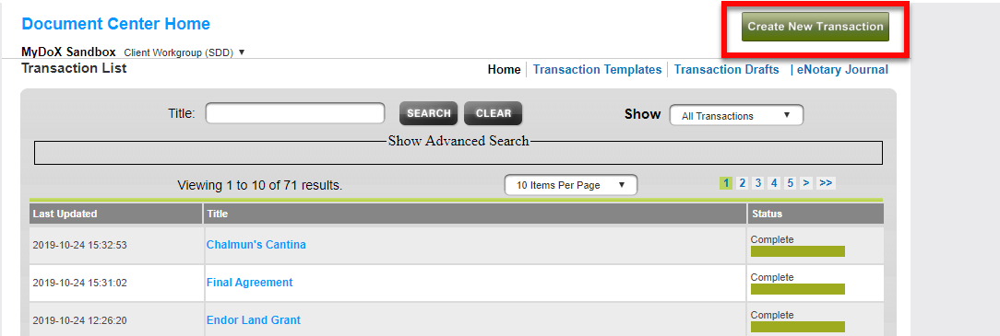 Document Center Home
Create New Transaction
MyDoX Sandbox Client Workgroup (SDD) ▼
Transaction List
Home | Transaction Templates | Transaction Drafts | eNotary Journal
Title: SEARCH CLEAR Show All Transactions ▼
Show Advanced Search
Viewing 1 to 10 of 71 results. 10 Items Per Page ▼ 1 2 3 4 5 > >>
Last Updated Title Status
2019-10-24 15:32:53 Chalmun's Cantina Complete
2019-10-24 15:31:02 Final Agreement Complete
2019-10-24 12:26:20 Endor Land Grant Complete